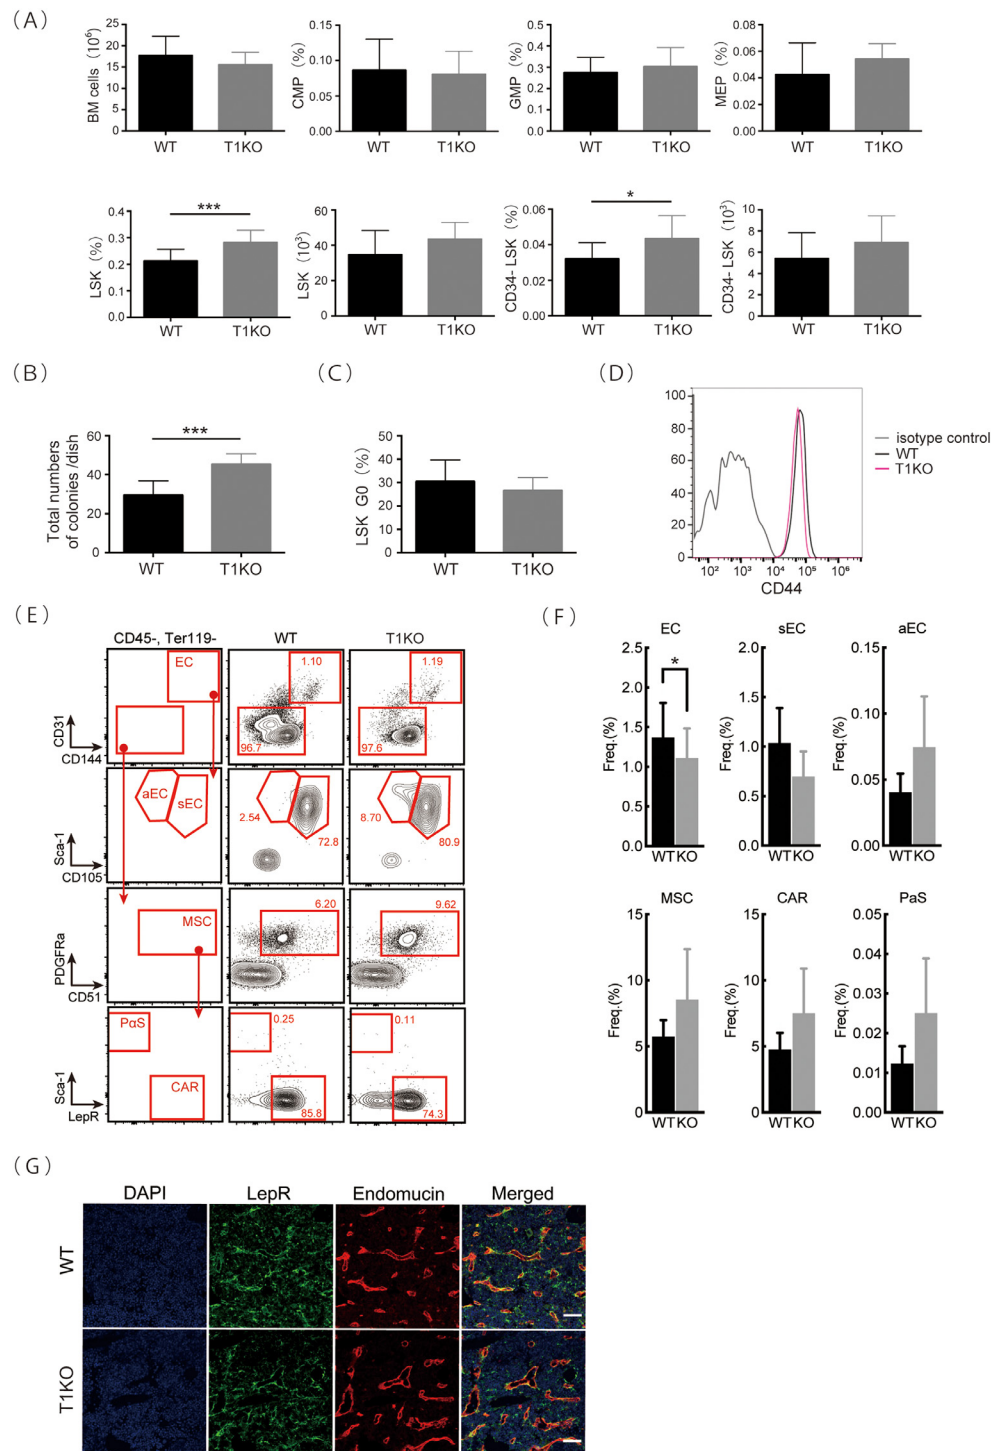 (A)
BM cells (10⁶)
25
20
15
10
5
0
WT
T1KO
CMP (%)
0.15
0.10
0.05
0.00
WT
T1KO
GMP (%)
0.5
0.4
0.3
0.2
0.1
0.0
WT
T1KO
MEP (%)
0.08
0.06
0.04
0.02
0.00
WT
T1KO
LSK (%)
0.4
0.3
0.2
0.1
0.0
***
WT
T1KO
LSK (10³)
60
40
20
0
WT
T1KO
CD34- LSK (%)
0.06
0.04
0.02
0.00
*
WT
T1KO
CD34- LSK (10³)
10
8
6
4
2
0
WT
T1KO
(B)
Total numbers
of colonies /dish
60
40
20
0
***
WT
T1KO
(C)
LSK G0 (%)
50
40
30
20
10
0
WT
T1KO
(D)
100
80
60
40
20
0
10² 10³ 10⁴ 10⁵ 10⁶
CD44
isotype control
WT
T1KO
(E)
CD45-, Ter119- WT T1KO
EC
1.10
1.19
96.7
97.6
CD31
CD144
aEC
sEC
2.54
72.8
8.70
80.9
Sca-1
CD105
MSC
6.20
9.62
PDGFRa
CD51
PαS
CAR
0.25
85.8
0.11
74.3
Sca-1
LepR
(F)
EC
Freq.(%)
2.5
2.0
1.5
1.0
0.5
0.0
*
WT KO
sEC
Freq.(%)
2.0
1.5
1.0
0.5
0.0
WT KO
aEC
Freq.(%)
0.15
0.10
0.05
0.00
WT KO
MSC
Freq.(%)
15
10
5
0
WT KO
CAR
Freq.(%)
15
10
5
0
WT KO
PaS
Freq.(%)
0.05
0.04
0.03
0.02
0.01
0.00
WT KO
(G)
DAPI LepR Endomucin Merged
WT
T1KO